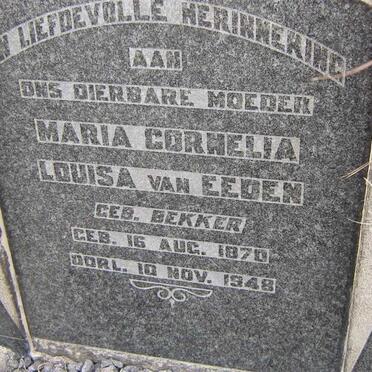 LIEFDEVOLLE HERINNERING
AAN
ONS DIERBARE MOEDER
MARIA CORNELIA
LOUISA VAN EEDEN
GEB. BEKKER
GEB. 16 AUG. 1870
OORL. 10 NOV. 1948